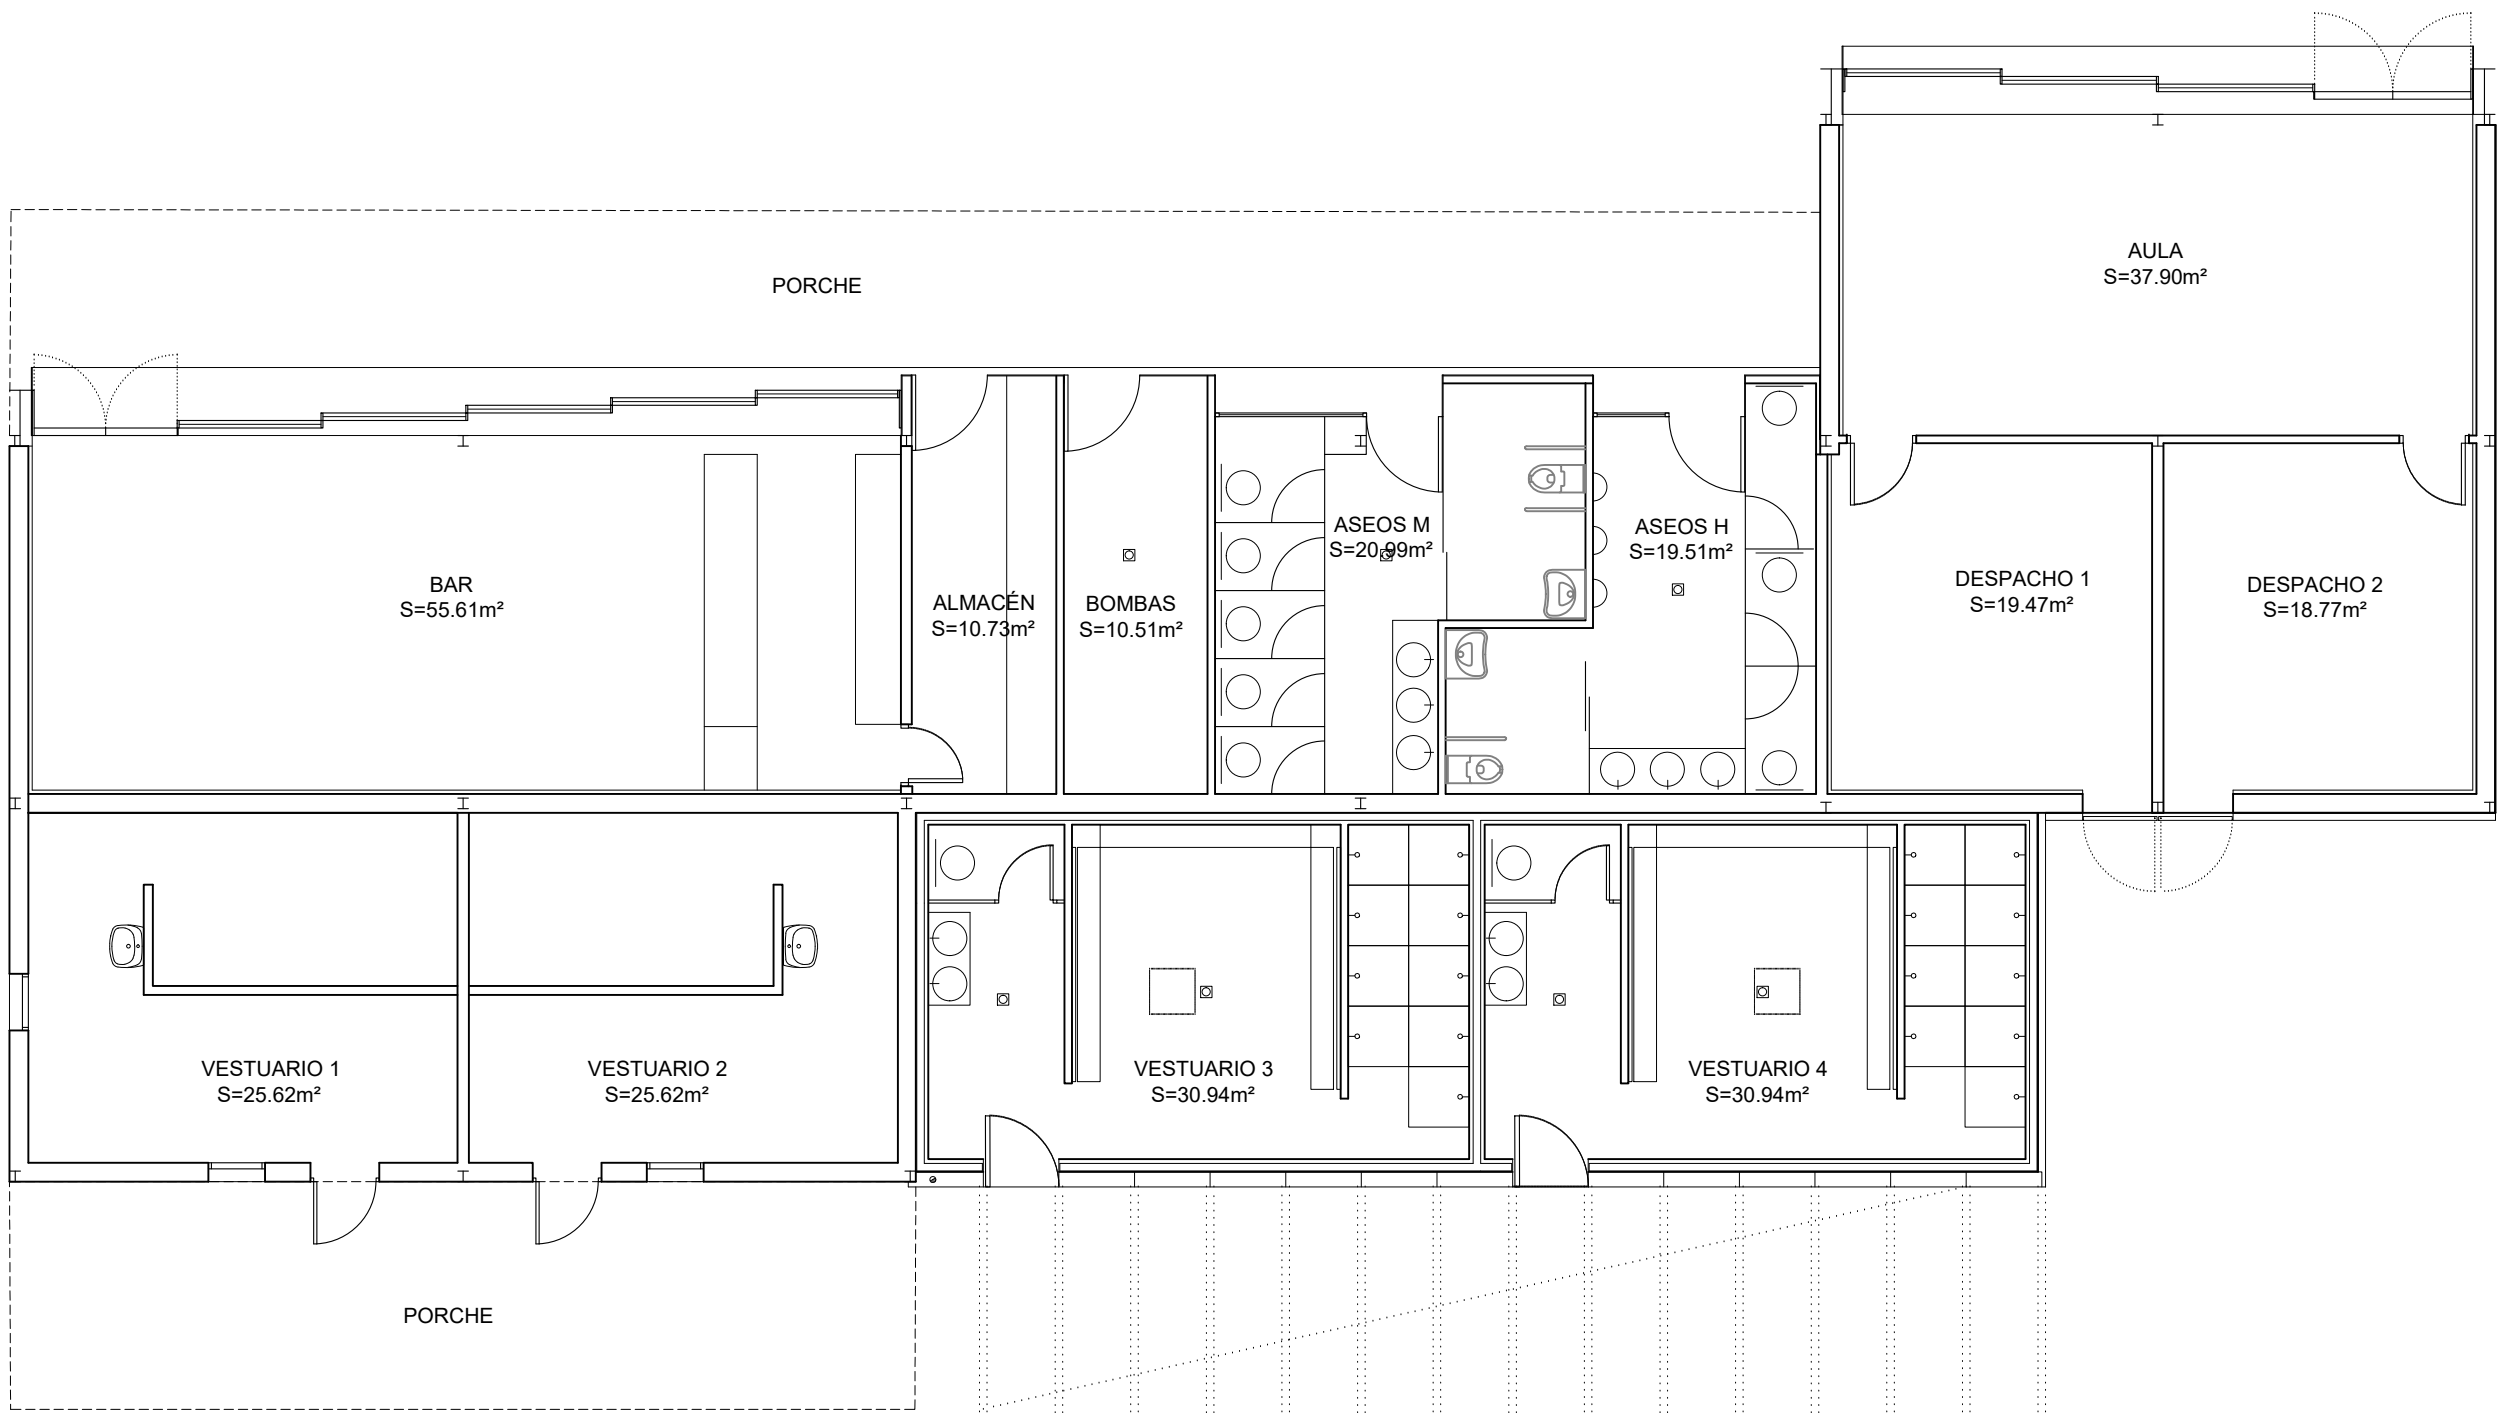 AULA
S=37.90m²
PORCHE
ASEOS M
S=20.99m²
ASEOS H
S=19.51m²
BAR
S=55.61m²
ALMACÉN
S=10.73m²
BOMBAS
S=10.51m²
DESPACHO 1
S=19.47m²
DESPACHO 2
S=18.77m²
VESTUARIO 1
S=25.62m²
VESTUARIO 2
S=25.62m²
VESTUARIO 3
S=30.94m²
VESTUARIO 4
S=30.94m²
PORCHE